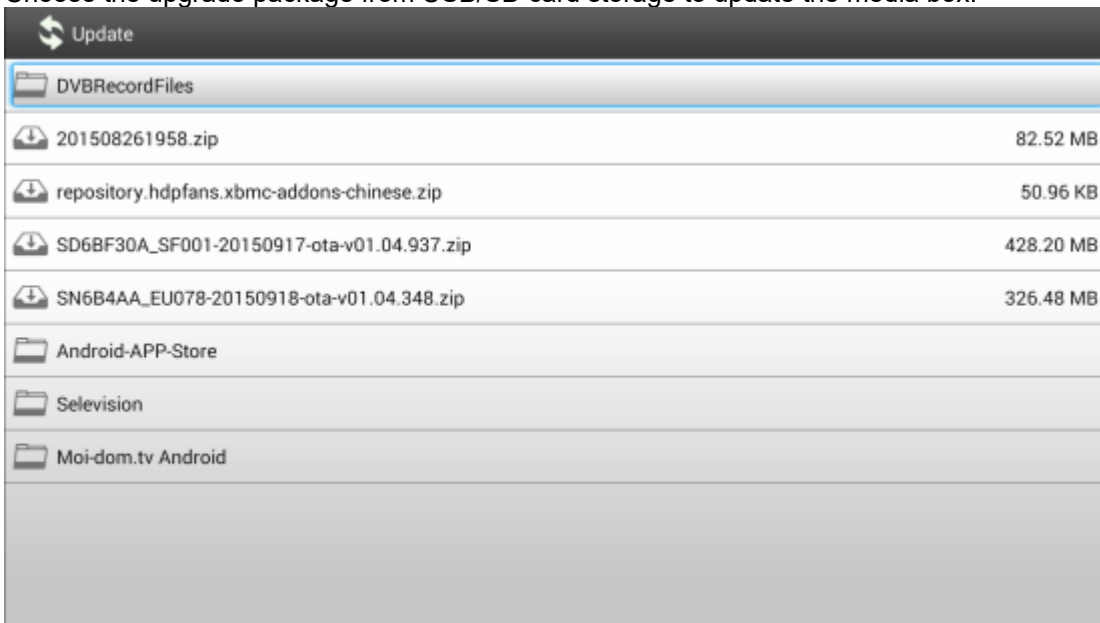 Choose the upgrade package from USB/SD card storage to update the media box.
Update
DVBRecordFiles
201508261958.zip 82.52 MB
repository.hdpfans.xbmc-addons-chinese.zip 50.96 KB
SD6BF30A_SF001-20150917-ota-v01.04.937.zip 428.20 MB
SN6B4AA_EU078-20150918-ota-v01.04.348.zip 326.48 MB
Android-APP-Store
Selevision
Moi-dom.tv Android